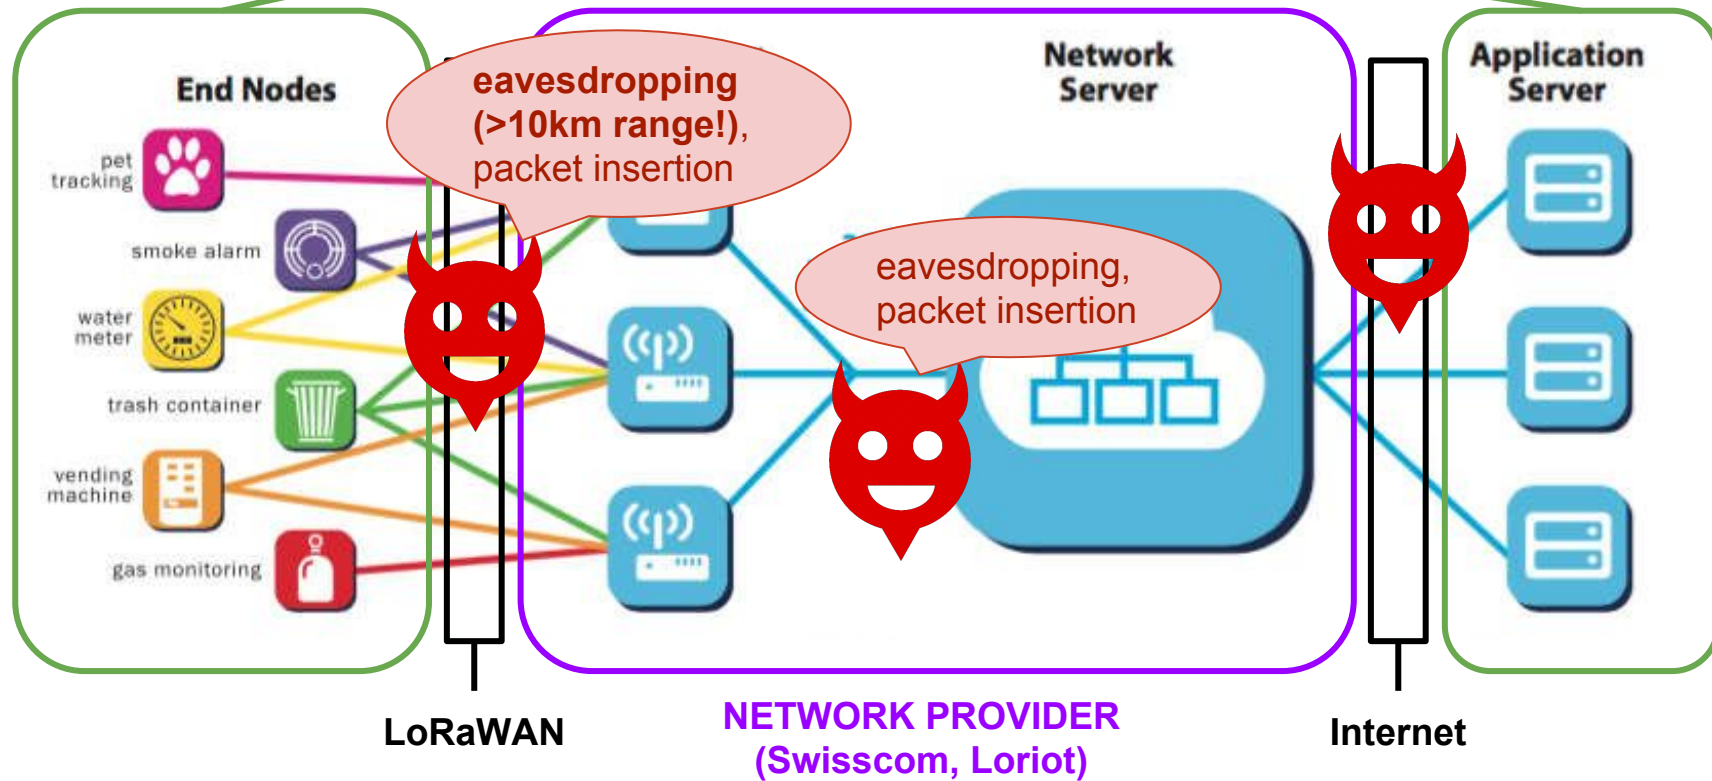 End Nodes
pet
tracking
smoke alarm
water
meter
trash container
vending
machine
gas monitoring
eavesdropping
(>10km range!),
packet insertion
eavesdropping,
packet insertion
Network
Server
Application
Server
LoRaWAN
NETWORK PROVIDER
(Swisscom, Loriot)
Internet